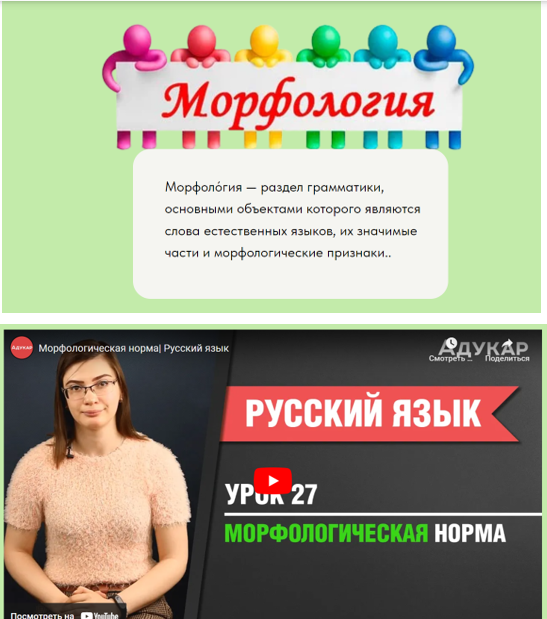 Морфология
Морфоло́гия — раздел грамматики,
основными объектами которого являются
слова естественных языков, их значимые
части и морфологические признаки..
Адукар
Морфологическая норма| Русский язык
АДУКАР
Смотреть ...
Поделиться
РУССКИЙ ЯЗЫК
УРОК 27
МОРФОЛОГИЧЕСКАЯ НОРМА
Посмотреть на YouTube